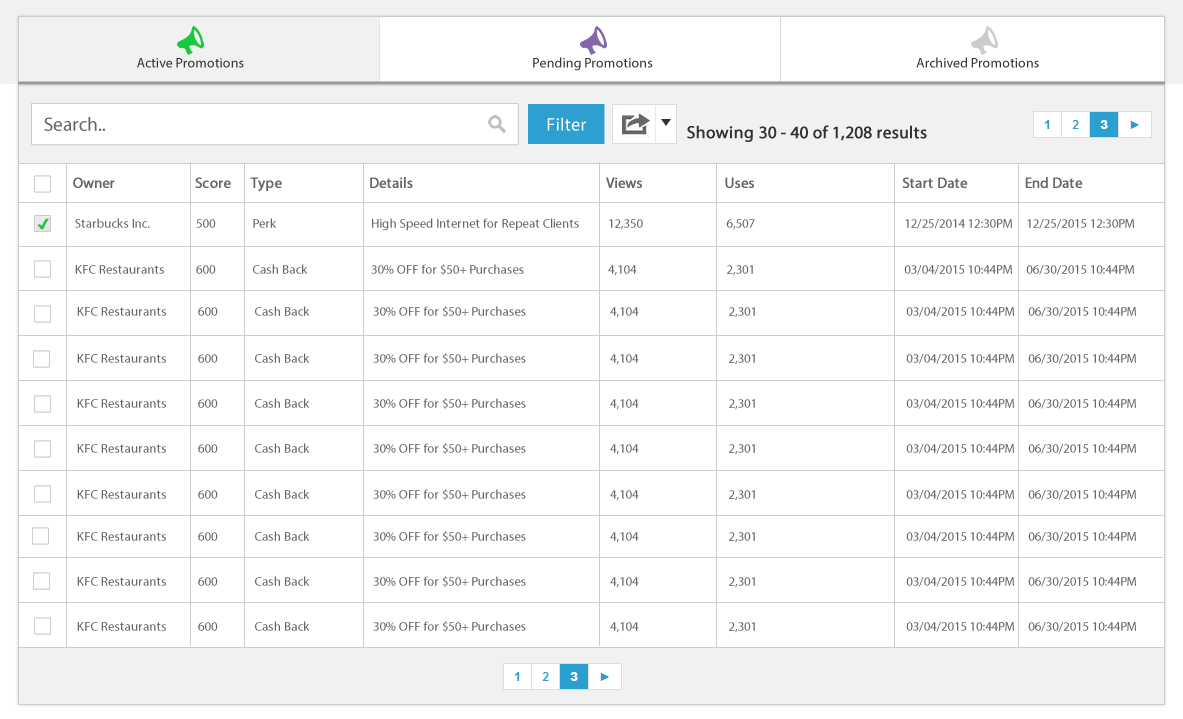 Active Promotions Pending Promotions Archived Promotions
Search.. Filter Showing 30 - 40 of 1,208 results 1 2 3
Owner Score Type Details Views Uses Start Date End Date
Starbucks Inc. 500 Perk High Speed Internet for Repeat Clients 12,350 6,507 12/25/2014 12:30PM 12/25/2015 12:30PM
KFC Restaurants 600 Cash Back 30% OFF for $50+ Purchases 4,104 2,301 03/04/2015 10:44PM 06/30/2015 10:44PM
KFC Restaurants 600 Cash Back 30% OFF for $50+ Purchases 4,104 2,301 03/04/2015 10:44PM 06/30/2015 10:44PM
KFC Restaurants 600 Cash Back 30% OFF for $50+ Purchases 4,104 2,301 03/04/2015 10:44PM 06/30/2015 10:44PM
KFC Restaurants 600 Cash Back 30% OFF for $50+ Purchases 4,104 2,301 03/04/2015 10:44PM 06/30/2015 10:44PM
KFC Restaurants 600 Cash Back 30% OFF for $50+ Purchases 4,104 2,301 03/04/2015 10:44PM 06/30/2015 10:44PM
KFC Restaurants 600 Cash Back 30% OFF for $50+ Purchases 4,104 2,301 03/04/2015 10:44PM 06/30/2015 10:44PM
KFC Restaurants 600 Cash Back 30% OFF for $50+ Purchases 4,104 2,301 03/04/2015 10:44PM 06/30/2015 10:44PM
KFC Restaurants 600 Cash Back 30% OFF for $50+ Purchases 4,104 2,301 03/04/2015 10:44PM 06/30/2015 10:44PM
KFC Restaurants 600 Cash Back 30% OFF for $50+ Purchases 4,104 2,301 03/04/2015 10:44PM 06/30/2015 10:44PM
1 2 3